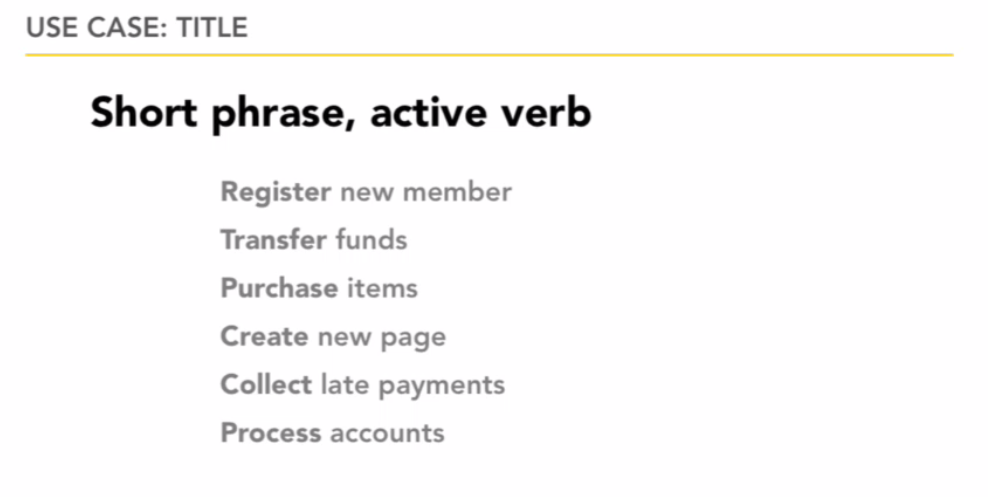 USE CASE: TITLE
Short phrase, active verb
Register new member
Transfer funds
Purchase items
Create new page
Collect late payments
Process accounts